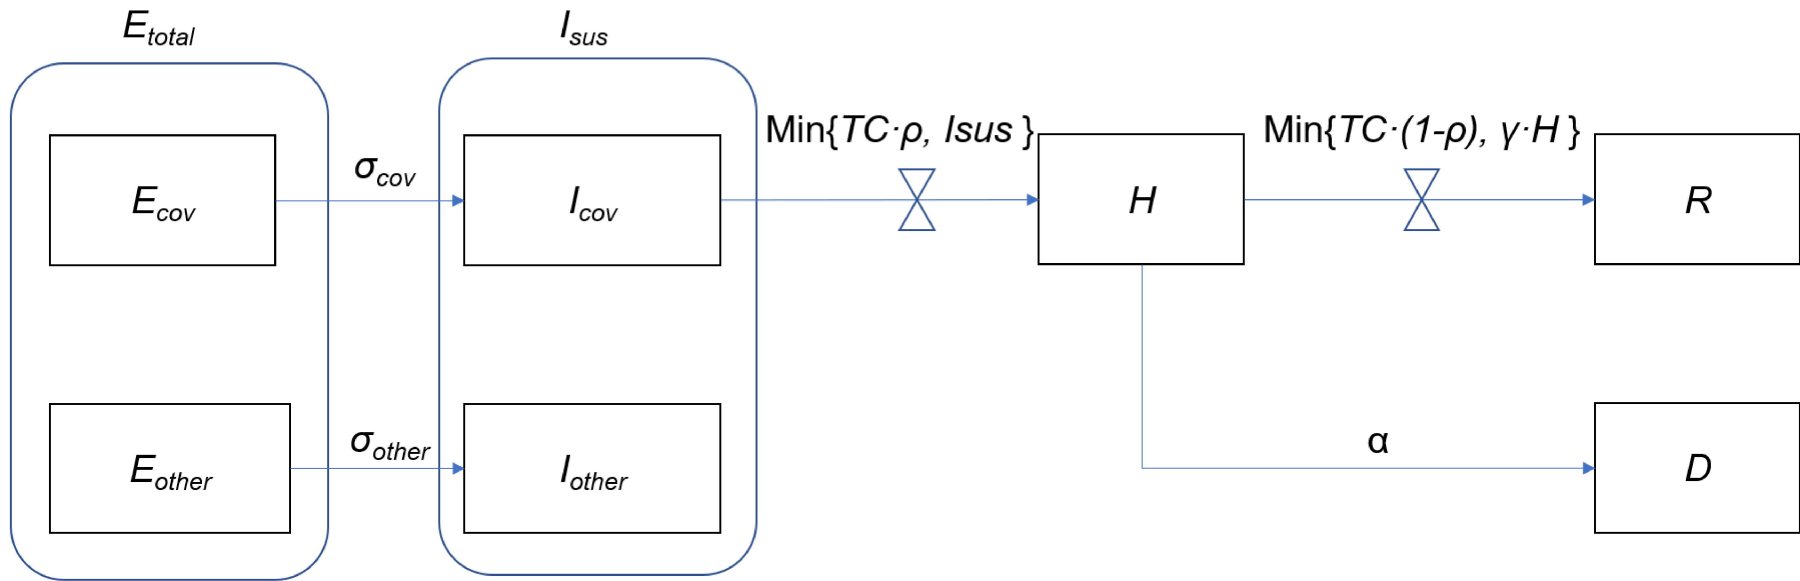 E_total
I_sus
Min{TC·ρ, Isus }
Min{TC·(1-ρ), γ·H }
E_cov
σ_cov
I_cov
H
R
E_other
σ_other
I_other
α
D